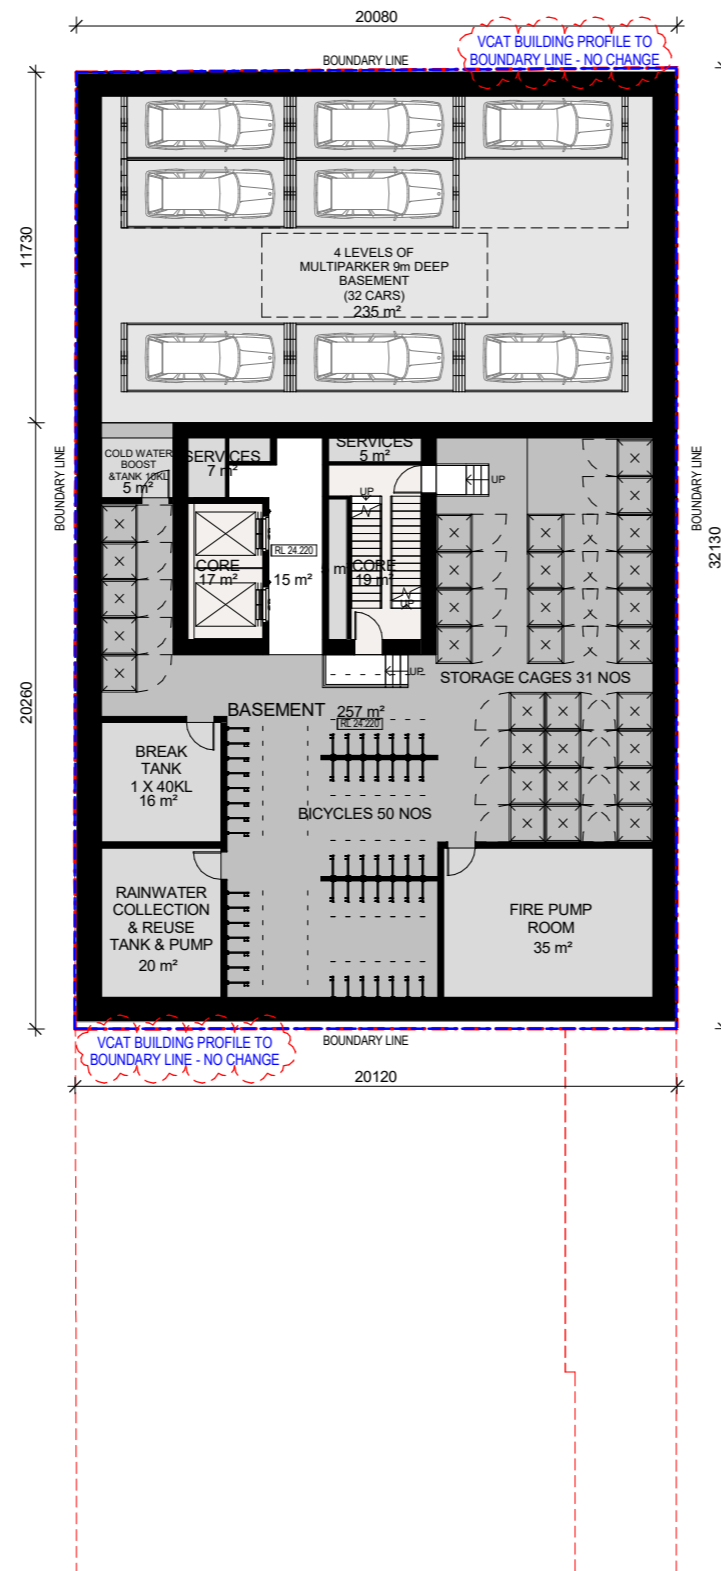 20080
VCAT BUILDING PROFILE TO
BOUNDARY LINE - NO CHANGE
BOUNDARY LINE
11730
4 LEVELS OF
MULTIPARKER 9m DEEP
BASEMENT
(32 CARS)
235 m²
BOUNDARY LINE
BOUNDARY LINE
32130
COLD WATER
BOOST
&TANK 10KL
5 m²
SERVICES
7 m²
SERVICES
5 m²
UP
UP
RL 24.220
CORE
17 m²
15 m²
m
CORE
19 m²
UP
UP
20260
STORAGE CAGES 31 NOS
BASEMENT 257 m²
RL 24.220
BREAK
TANK
1 X 40KL
16 m²
BICYCLES 50 NOS
RAINWATER
COLLECTION
& REUSE
TANK & PUMP
20 m²
FIRE PUMP
ROOM
35 m²
VCAT BUILDING PROFILE TO
BOUNDARY LINE - NO CHANGE
BOUNDARY LINE
20120